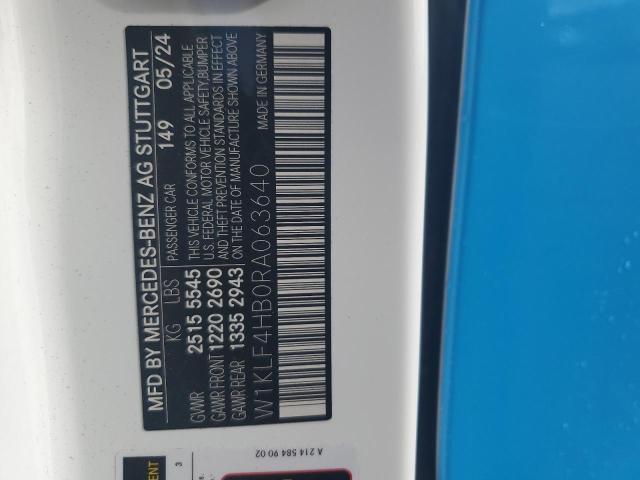 MFD BY MERCEDES-BENZ AG STUTTGART
KG LBS PASSENGER CAR 149 05/24
GVWR 2515 5545 THIS VEHICLE CONFORMS TO ALL APPLICABLE
GAWR FRONT 1220 2690 U.S. FEDERAL MOTOR VEHICLE SAFETY, BUMPER
GAWR REAR 1335 2943 AND THEFT PREVENTION STANDARDS IN EFFECT
ON THE DATE OF MANUFACTURE SHOWN ABOVE
W1KLF4HB0RA063640 MADE IN GERMANY
A 214 584 90 02
3